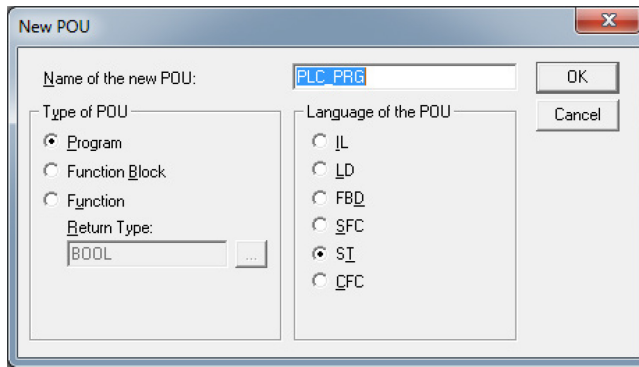 New POU
Name of the new POU:
PLC_PRG
OK
Cancel
Type of POU
Program
Function Block
Function
Return Type:
BOOL
...
Language of the POU
IL
LD
FBD
SFC
ST
CFC